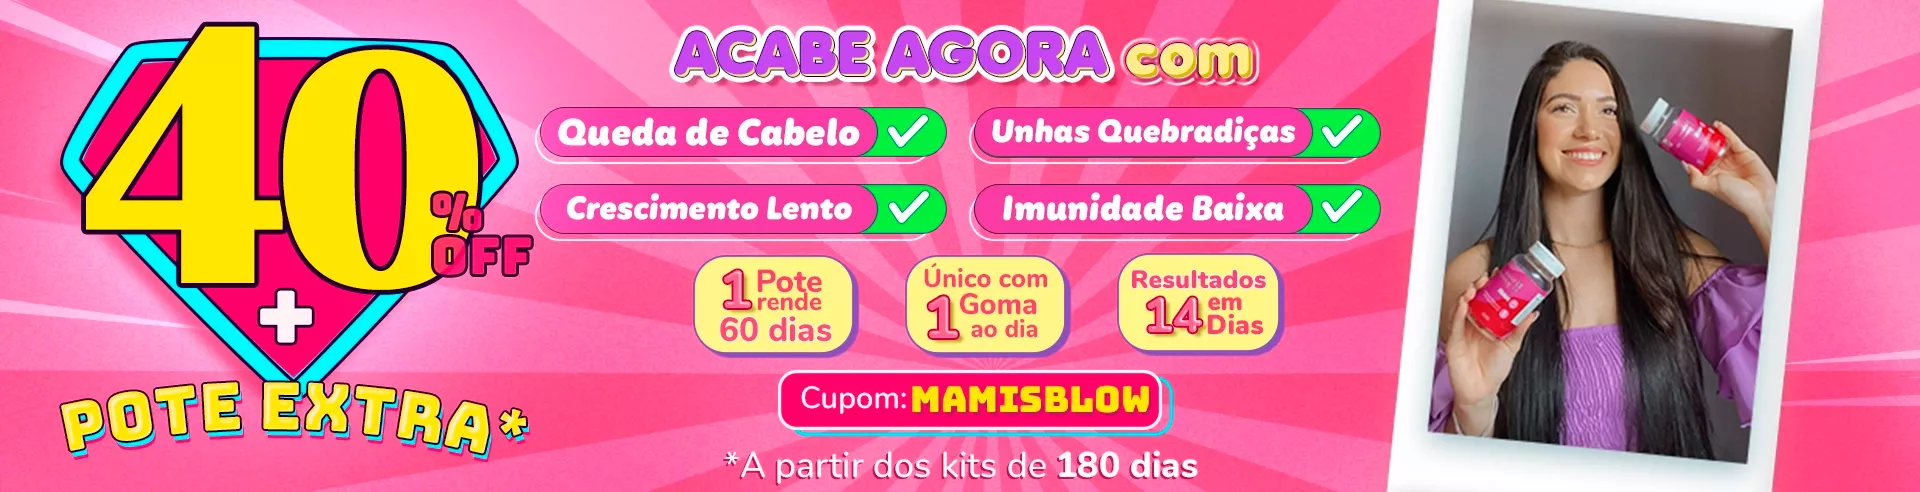 40
%
OFF
+
POTE EXTRA*
ACABE AGORA com
Queda de Cabelo
Unhas Quebradiças
Crescimento Lento
Imunidade Baixa
1 Pote
rende
60 dias
Único com
1 Goma
ao dia
Resultados
14 em
Dias
Cupom: MAMISBLOW
*A partir dos kits de 180 dias